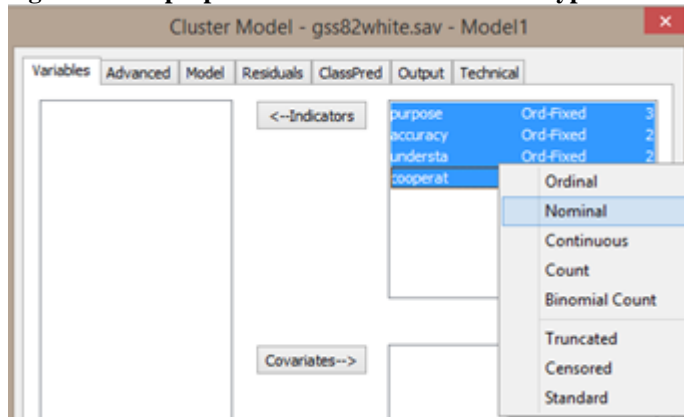 Cluster Model - gss82white.sav - Model1
Variables Advanced Model Residuals ClassPred Output Technical
<--Indicators
purpose Ord-Fixed 3
accuracy Ord-Fixed 2
understa Ord-Fixed 2
cooperat
Ordinal
Nominal
Continuous
Count
Binomial Count
Truncated
Censored
Standard
Covariates-->